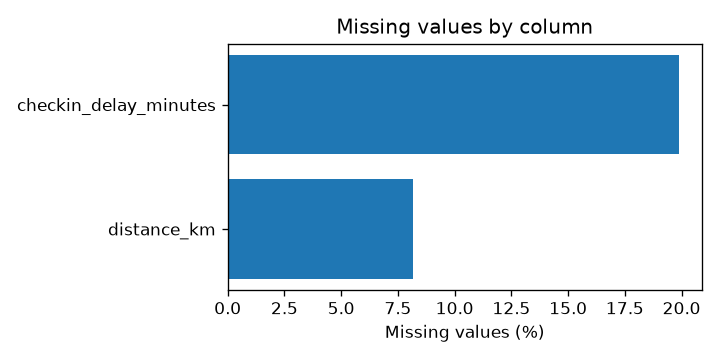 Missing values by column
checkin_delay_minutes
distance_km
0.0 2.5 5.0 7.5 10.0 12.5 15.0 17.5 20.0
Missing values (%)